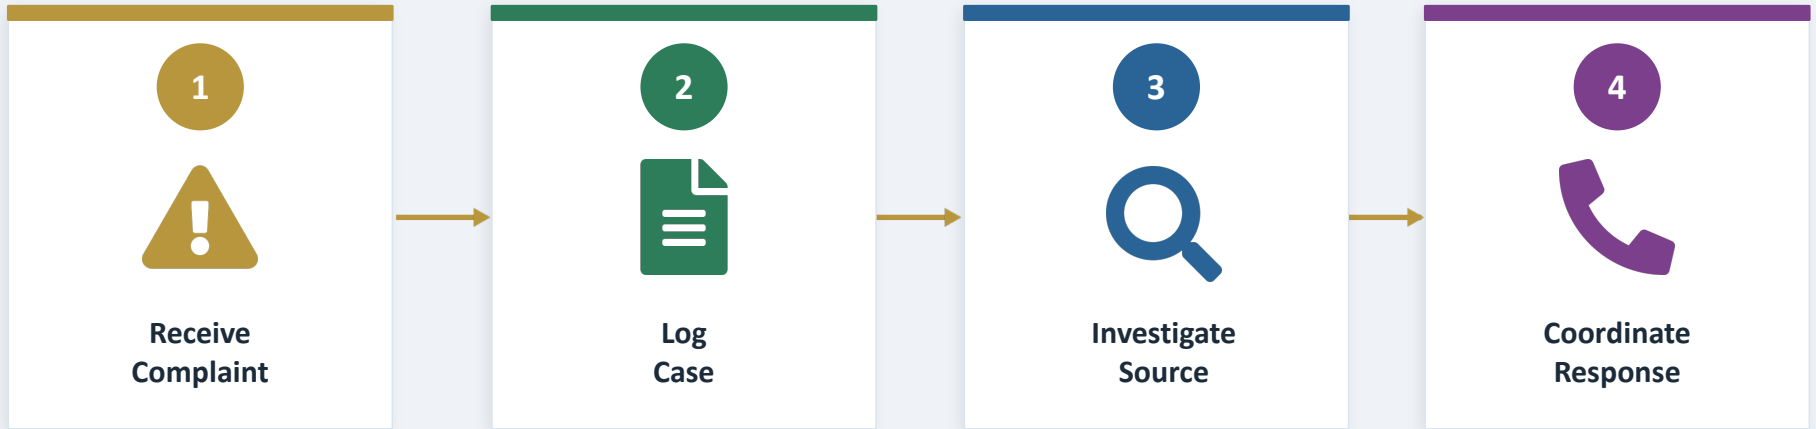 1
Receive
Complaint
2
Log
Case
3
Investigate
Source
4
Coordinate
Response